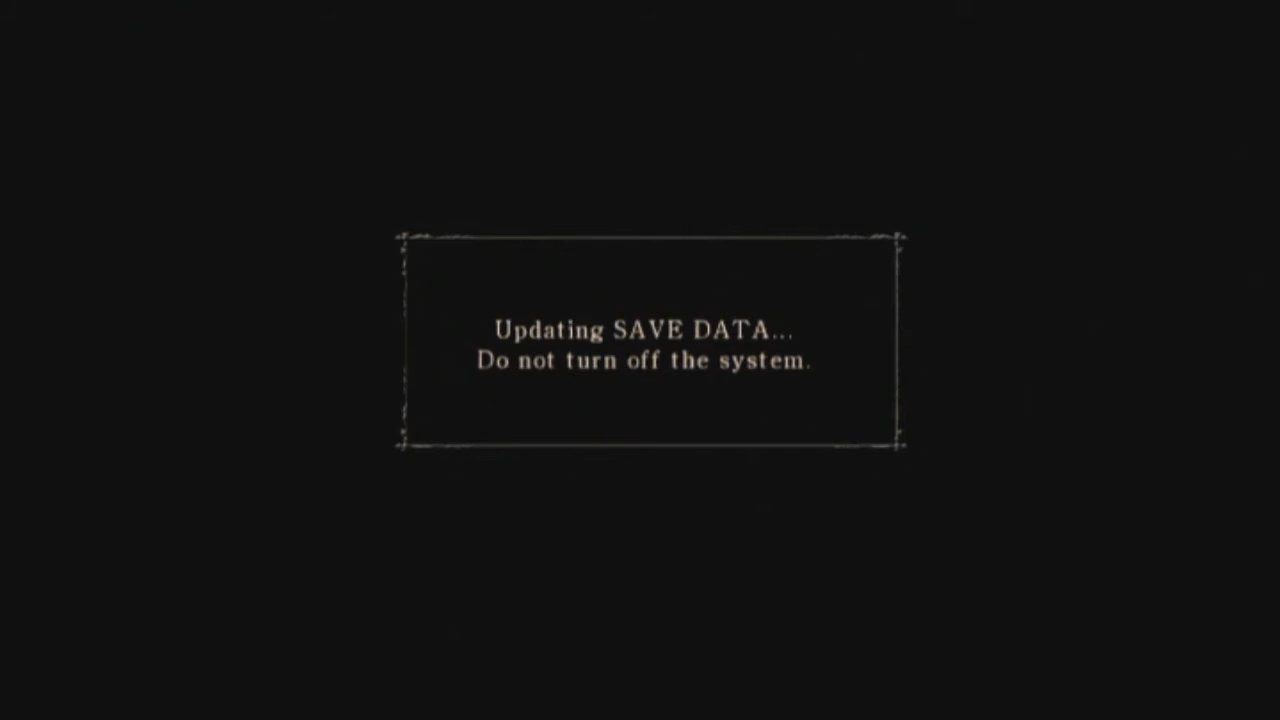 Updating SAVE DATA...
Do not turn off the system.